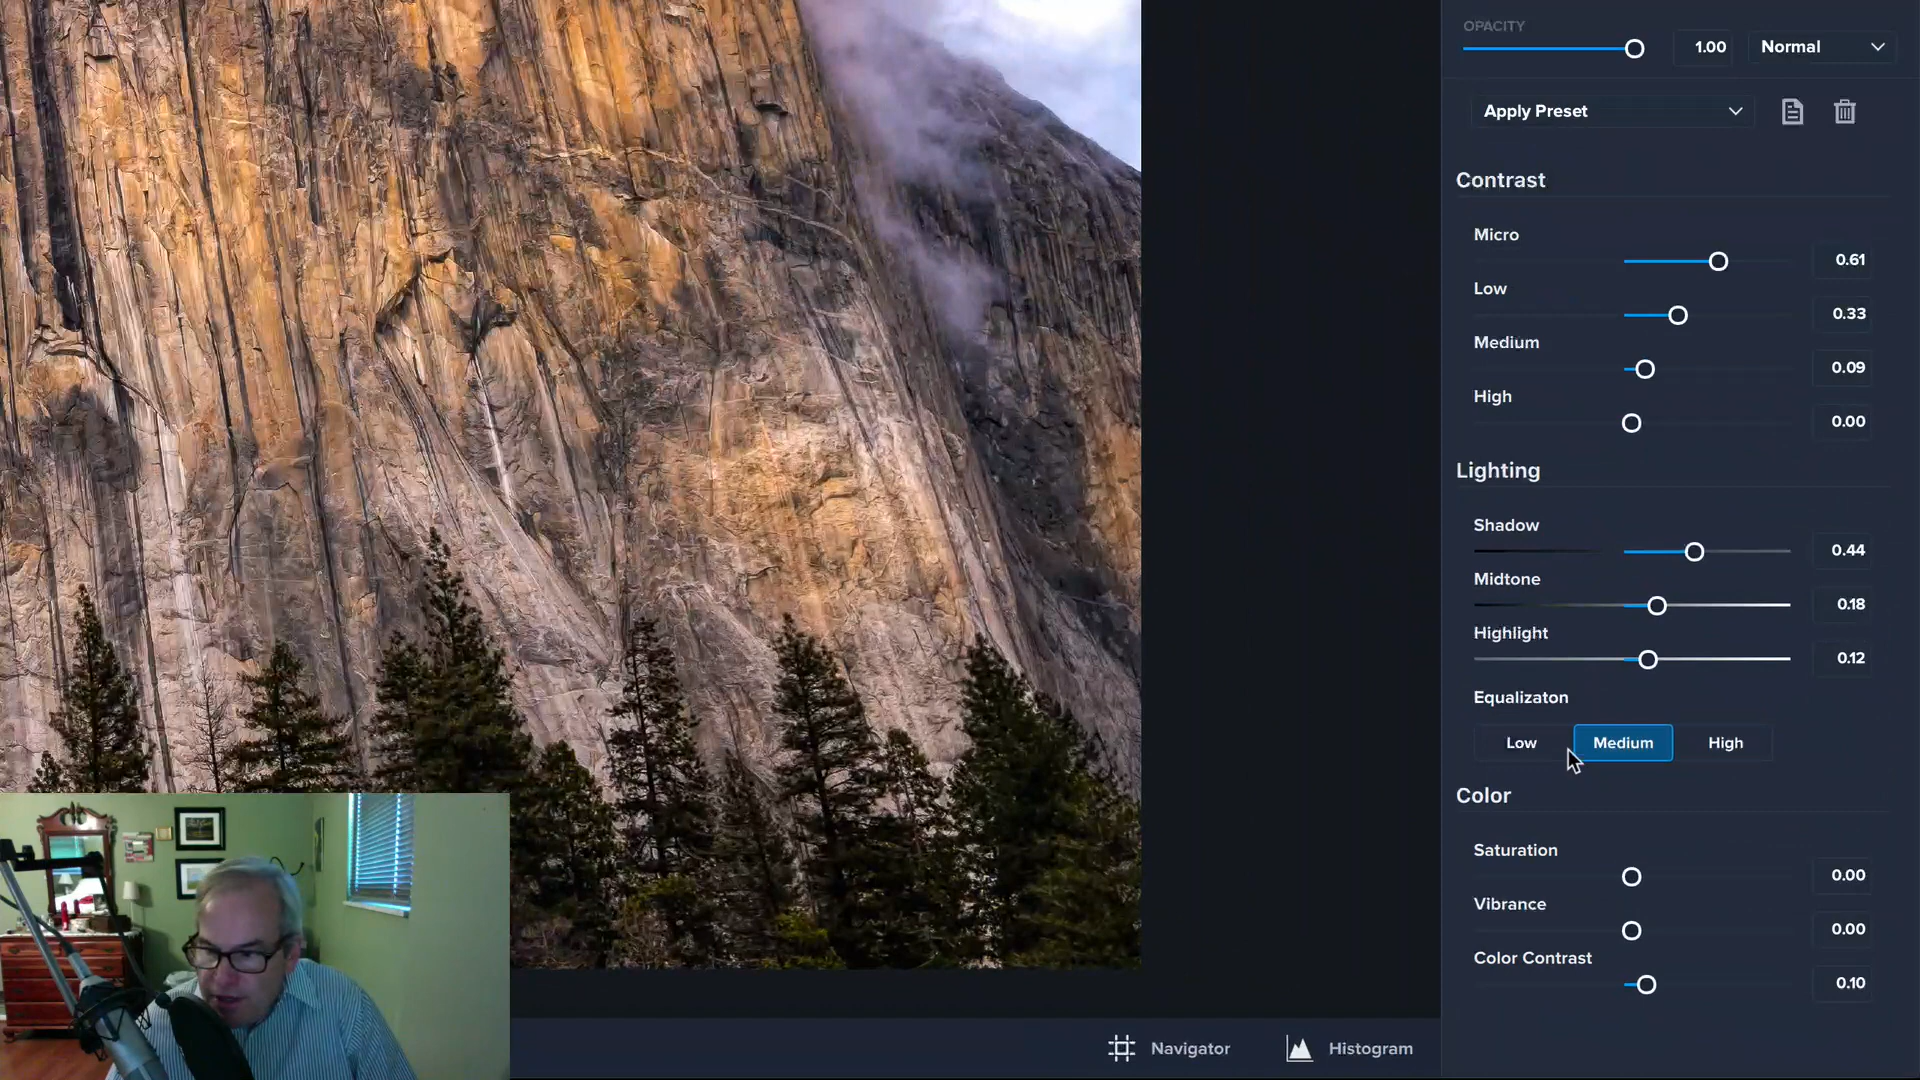 OPACITY
1.00 Normal
Apply Preset
Contrast
Micro
0.61
Low
0.33
Medium
0.09
High
0.00
Lighting
Shadow
0.44
Midtone
0.18
Highlight
0.12
Equalizaton
Low Medium High
Color
Saturation
0.00
Vibrance
0.00
Color Contrast
0.10
Navigator Histogram